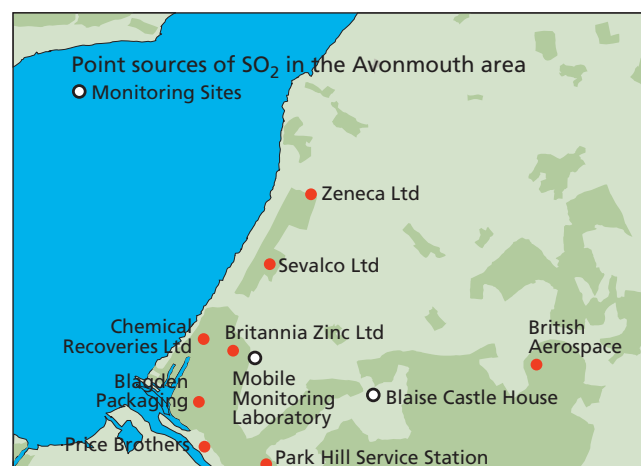 Point sources of SO₂ in the Avonmouth area
Monitoring Sites
Zeneca Ltd
Sevalco Ltd
Chemical
Recoveries Ltd
Britannia Zinc Ltd
British
Aerospace
Mobile
Monitoring
Laboratory
Blagden
Packaging
Blaise Castle House
Price Brothers
Park Hill Service Station